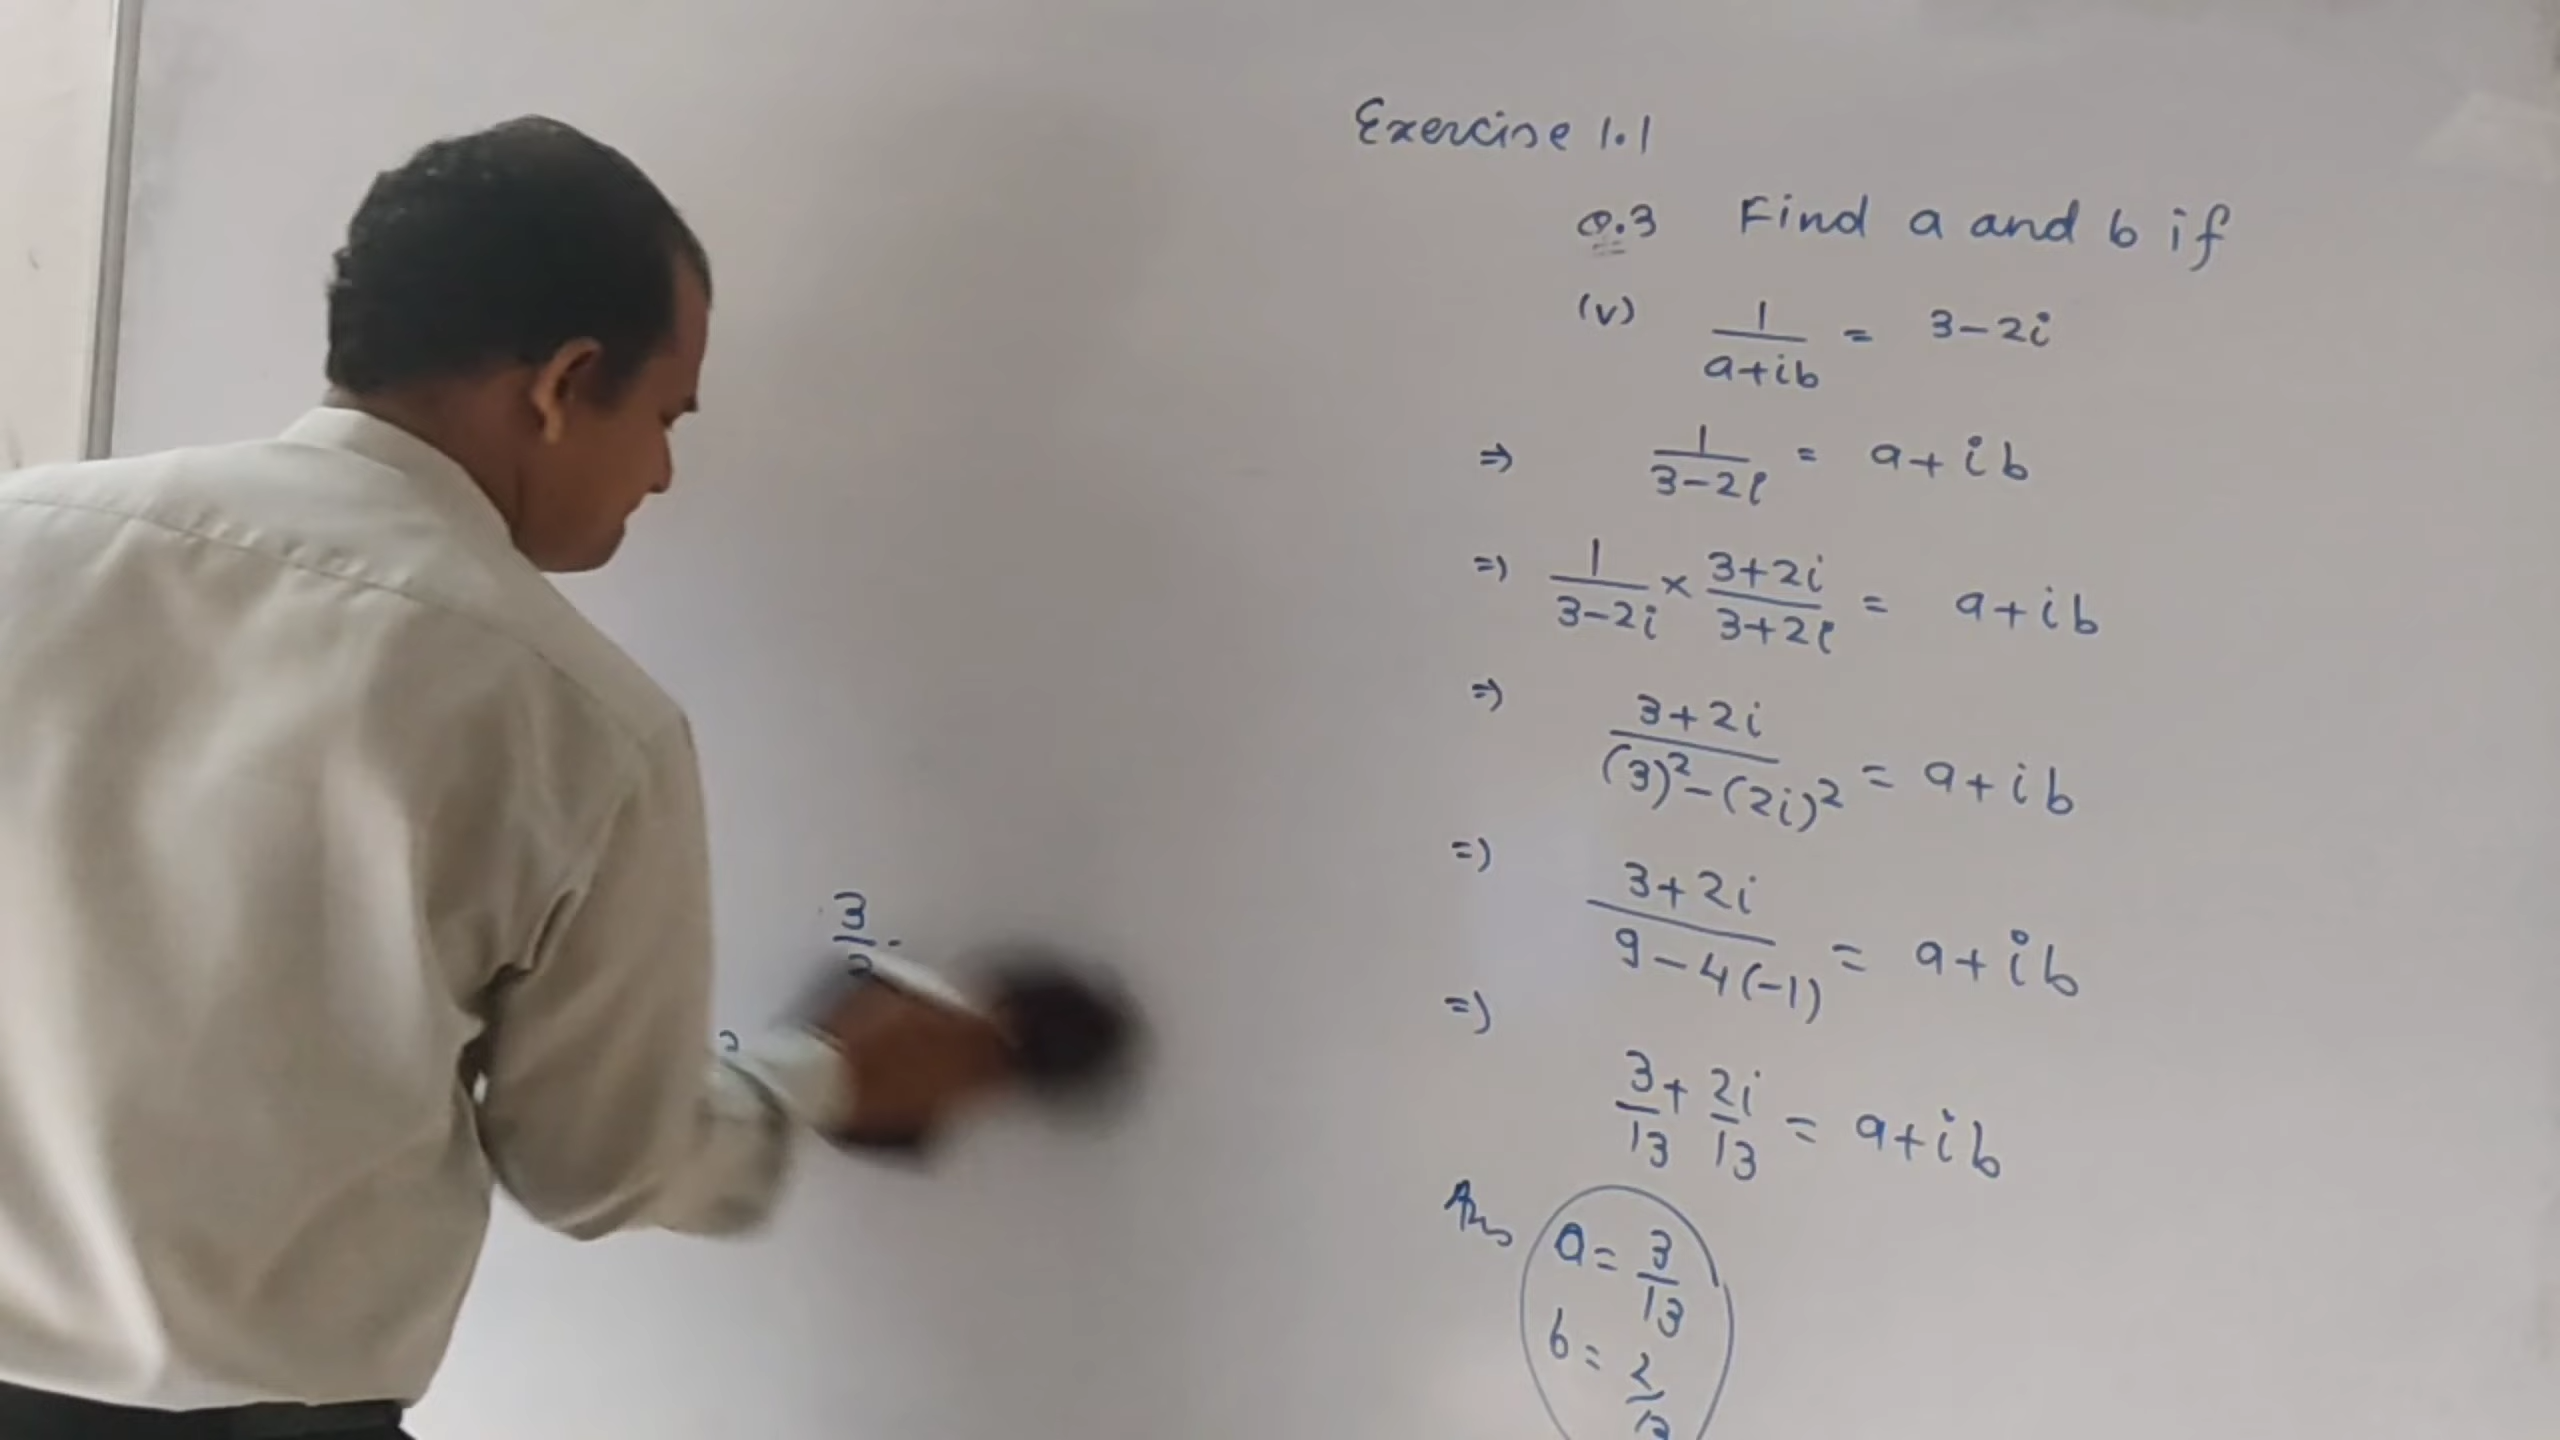 Exercise 1.1
Q.3 Find a and b if
(v) 1/(a+ib) = 3-2i
⇒ 1/(3-2i) = a+ib
⇒ 1/(3-2i) × (3+2i)/(3+2i) = a+ib
⇒ (3+2i)/((3)²-(2i)²) = a+ib
⇒ (3+2i)/(9-4(-1)) = a+ib
⇒ 3/13 + 2i/13 = a+ib
Ans a = 3/13
b = 2/13
3